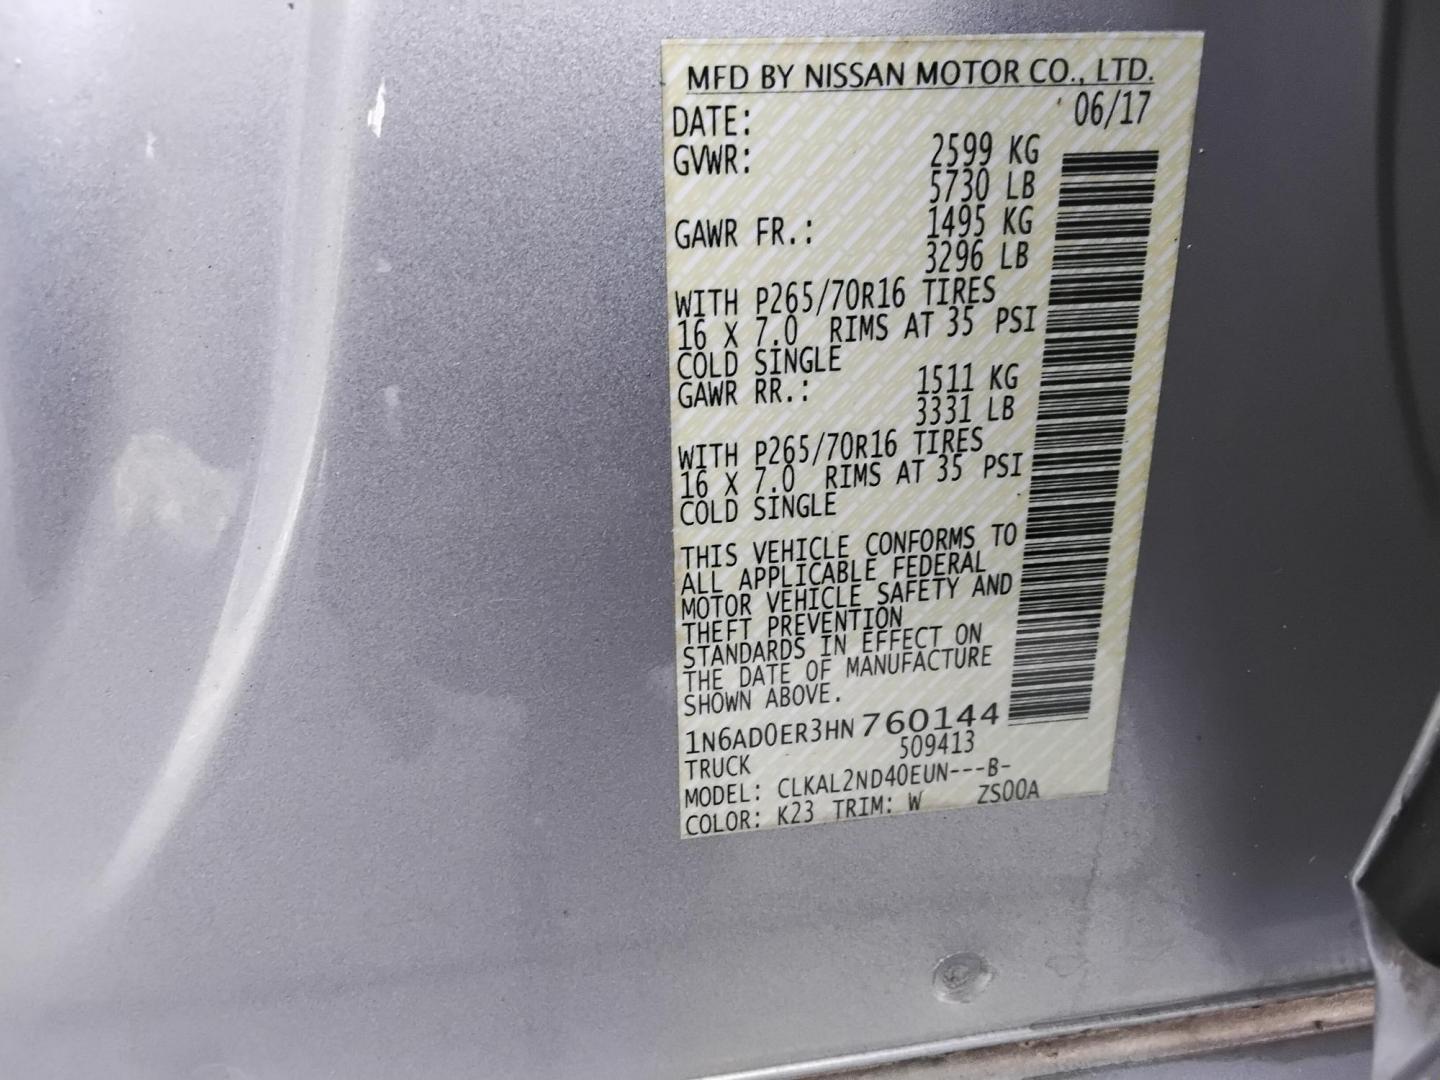 MFD BY NISSAN MOTOR CO., LTD.
DATE: 06/17
GVWR: 2599 KG
5730 LB
GAWR FR.: 1495 KG
3296 LB
WITH P265/70R16 TIRES
16 X 7.0 RIMS AT 35 PSI
COLD SINGLE
GAWR RR.: 1511 KG
3331 LB
WITH P265/70R16 TIRES
16 X 7.0 RIMS AT 35 PSI
COLD SINGLE
THIS VEHICLE CONFORMS TO
ALL APPLICABLE FEDERAL
MOTOR VEHICLE SAFETY AND
THEFT PREVENTION
STANDARDS IN EFFECT ON
THE DATE OF MANUFACTURE
SHOWN ABOVE.
1N6AD0ER3HN760144
TRUCK 509413
MODEL: CLKAL2ND40EUN---B-
COLOR: K23 TRIM: W ZS00A